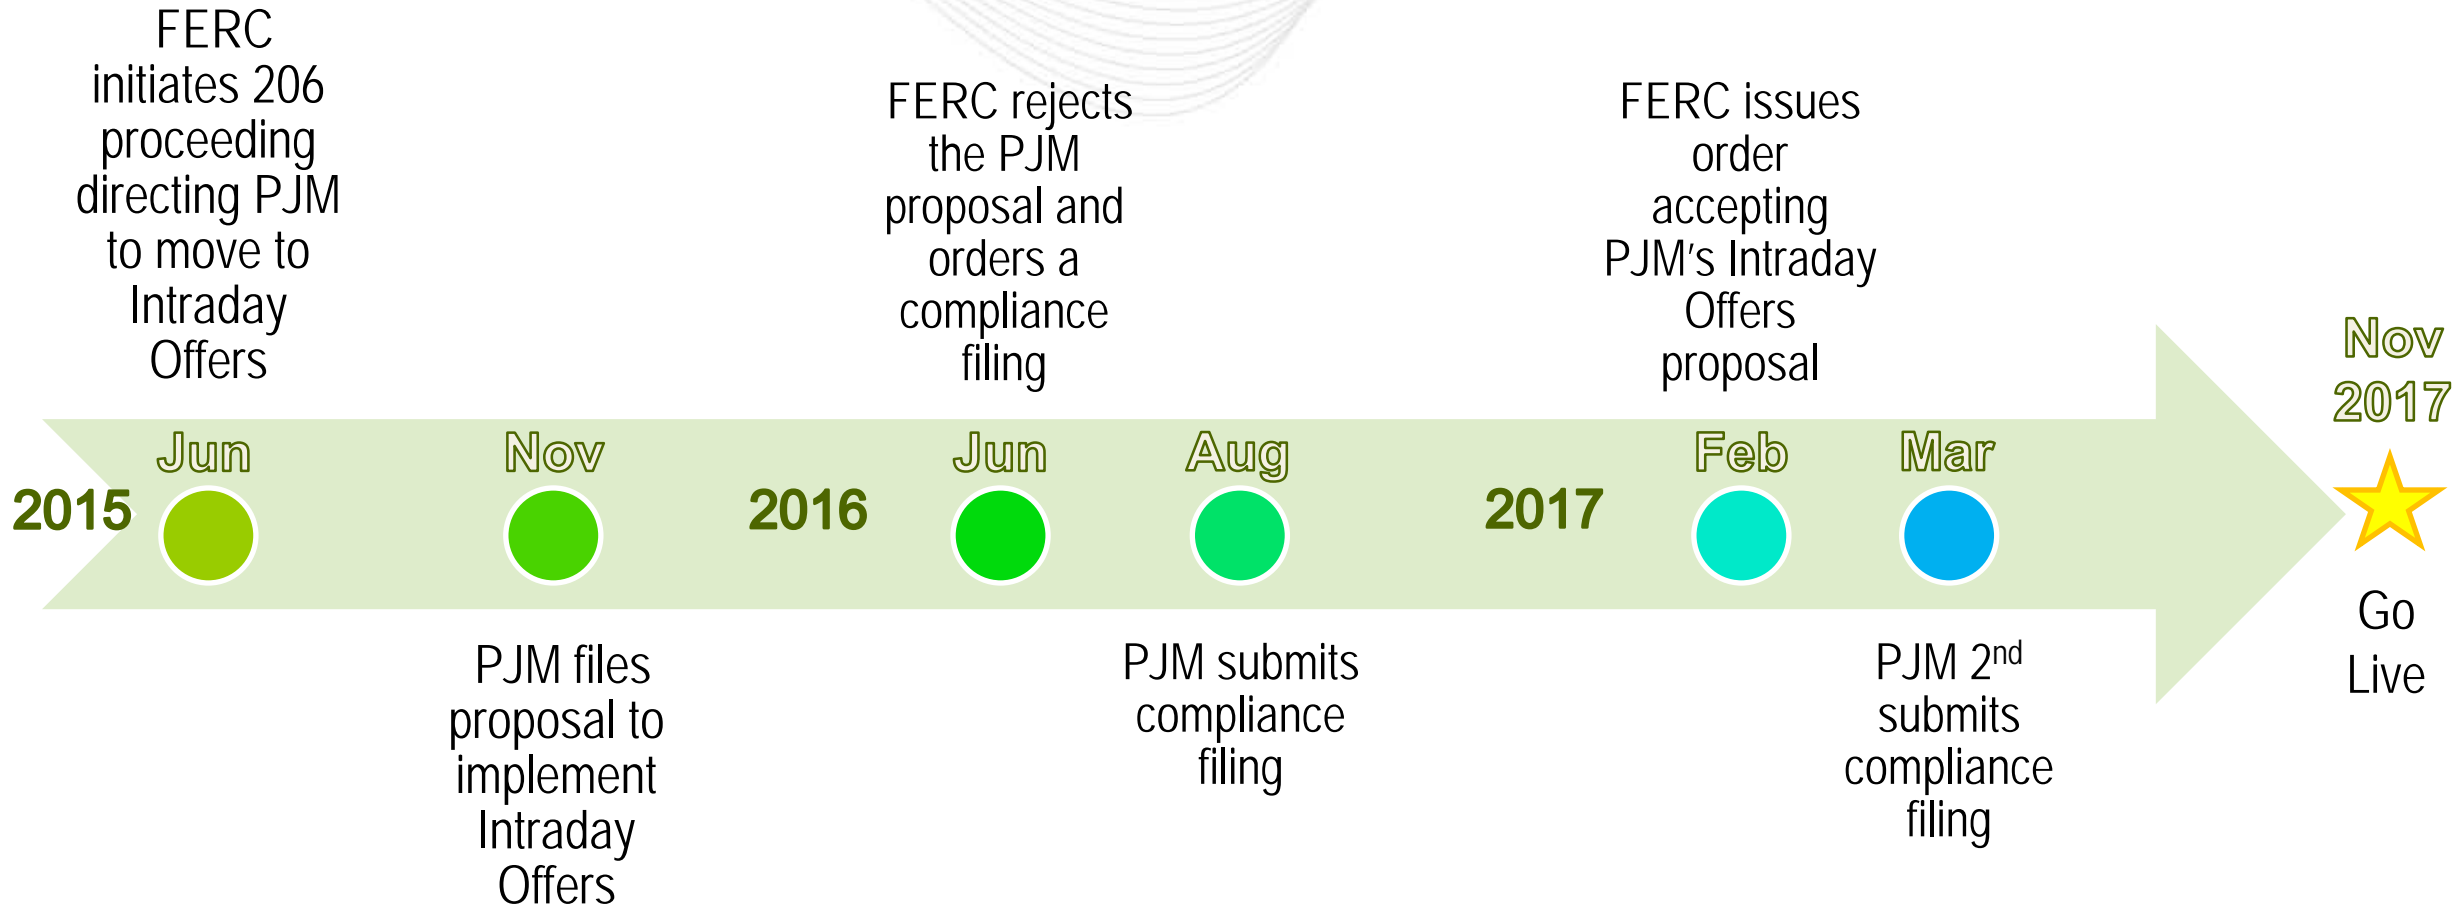 FERC
initiates 206
proceeding
directing PJM
to move to
Intraday
Offers
FERC rejects
the PJM
proposal and
orders a
compliance
filing
FERC issues
order
accepting
PJM's Intraday
Offers
proposal
Nov
2017
2015
Jun
Nov
2016
Jun
Aug
2017
Feb
Mar
Go
Live
PJM files
proposal to
implement
Intraday
Offers
PJM submits
compliance
filing
PJM 2nd
submits
compliance
filing